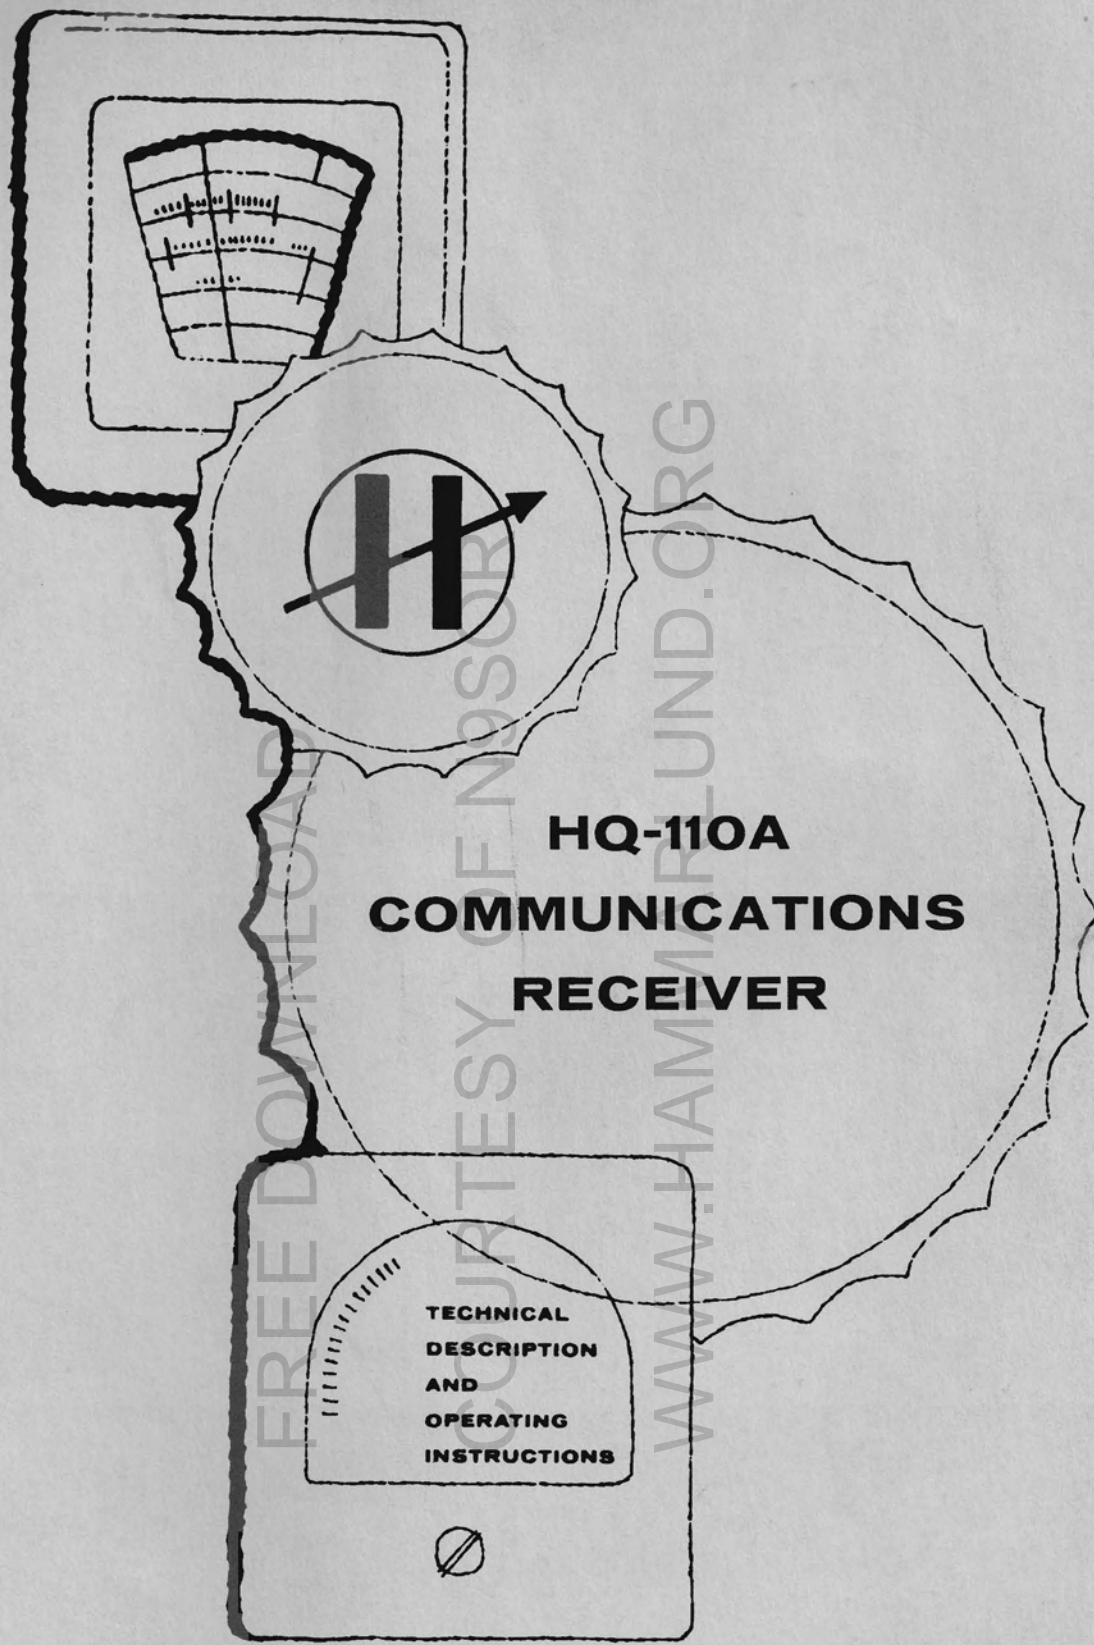 H
HQ-110A
COMMUNICATIONS
RECEIVER
TECHNICAL
DESCRIPTION
AND
OPERATING
INSTRUCTIONS
FREE DOWNLOAD
COURTESY OF N9SOR
WWW.HAMMARLUND.ORG